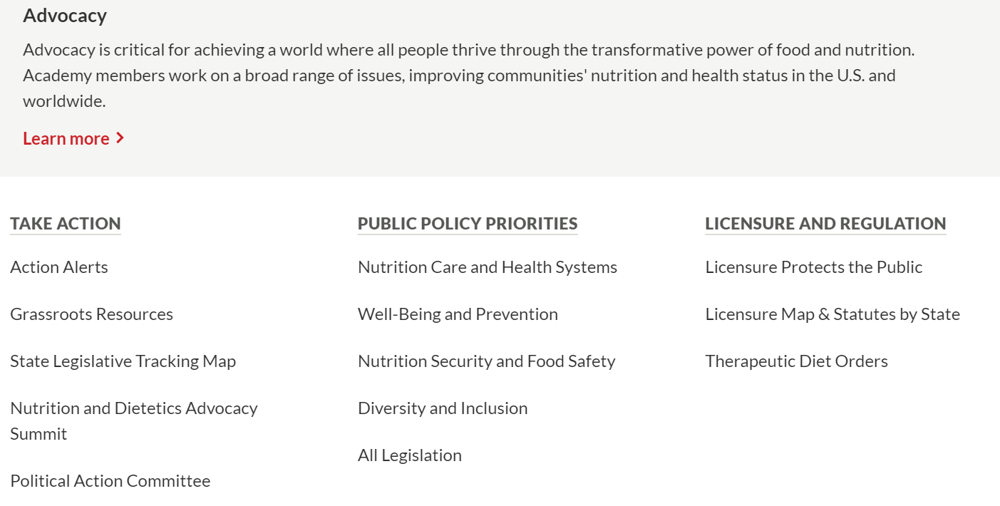 Advocacy
Advocacy is critical for achieving a world where all people thrive through the transformative power of food and nutrition.
Academy members work on a broad range of issues, improving communities' nutrition and health status in the U.S. and
worldwide.
Learn more
TAKE ACTION
Action Alerts
Grassroots Resources
State Legislative Tracking Map
Nutrition and Dietetics Advocacy
Summit
Political Action Committee
PUBLIC POLICY PRIORITIES
Nutrition Care and Health Systems
Well-Being and Prevention
Nutrition Security and Food Safety
Diversity and Inclusion
All Legislation
LICENSURE AND REGULATION
Licensure Protects the Public
Licensure Map & Statutes by State
Therapeutic Diet Orders